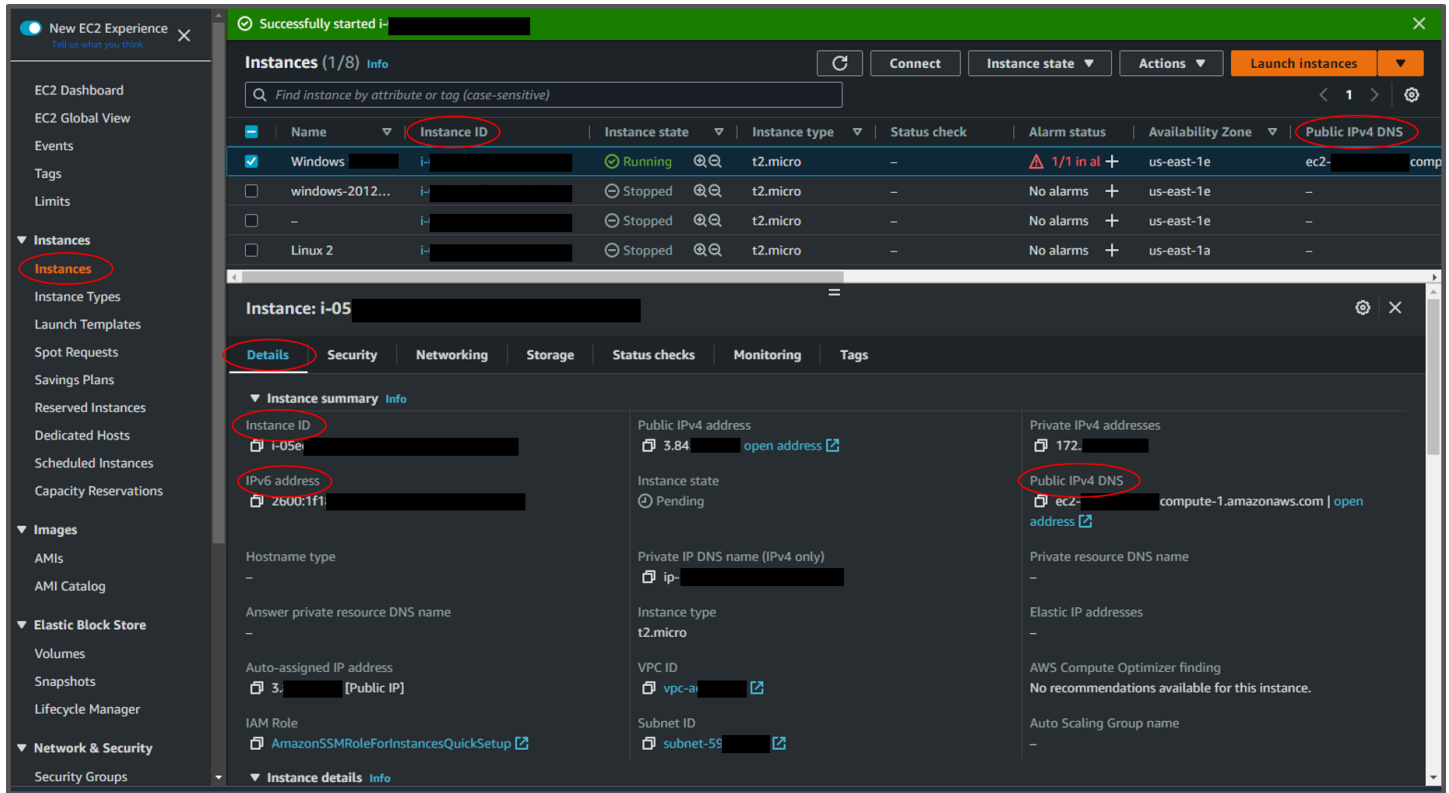 New EC2 Experience
Tell us what you think
EC2 Dashboard
EC2 Global View
Events
Tags
Limits
Instances
Instances
Instance Types
Launch Templates
Spot Requests
Savings Plans
Reserved Instances
Dedicated Hosts
Scheduled Instances
Capacity Reservations
Images
AMIs
AMI Catalog
Elastic Block Store
Volumes
Snapshots
Lifecycle Manager
Network & Security
Security Groups
Successfully started i-
Instances (1/8) Info
Connect Instance state Actions Launch instances
Find instance by attribute or tag (case-sensitive) 1
Name Instance ID Instance state Instance type Status check Alarm status Availability Zone Public IPv4 DNS
Windows i- Running t2.micro – 1/1 in al + us-east-1e ec2- comp
windows-2012... i- Stopped t2.micro – No alarms + us-east-1e –
– i- Stopped t2.micro – No alarms + us-east-1e –
Linux 2 i- Stopped t2.micro – No alarms + us-east-1a –
Instance: i-05
Details Security Networking Storage Status checks Monitoring Tags
Instance summary Info
Instance ID
i-05e
Public IPv4 address
3.84. open address
Private IPv4 addresses
172.
IPv6 address
2600:1f1
Instance state
Pending
Public IPv4 DNS
ec2- compute-1.amazonaws.com | open
address
Hostname type
–
Private IP DNS name (IPv4 only)
ip-
Private resource DNS name
–
Answer private resource DNS name
–
Instance type
t2.micro
Elastic IP addresses
–
Auto-assigned IP address
3. [Public IP]
VPC ID
vpc-a
AWS Compute Optimizer finding
No recommendations available for this instance.
IAM Role
AmazonSSMRoleForInstancesQuickSetup
Subnet ID
subnet-59
Auto Scaling Group name
–
Instance details Info